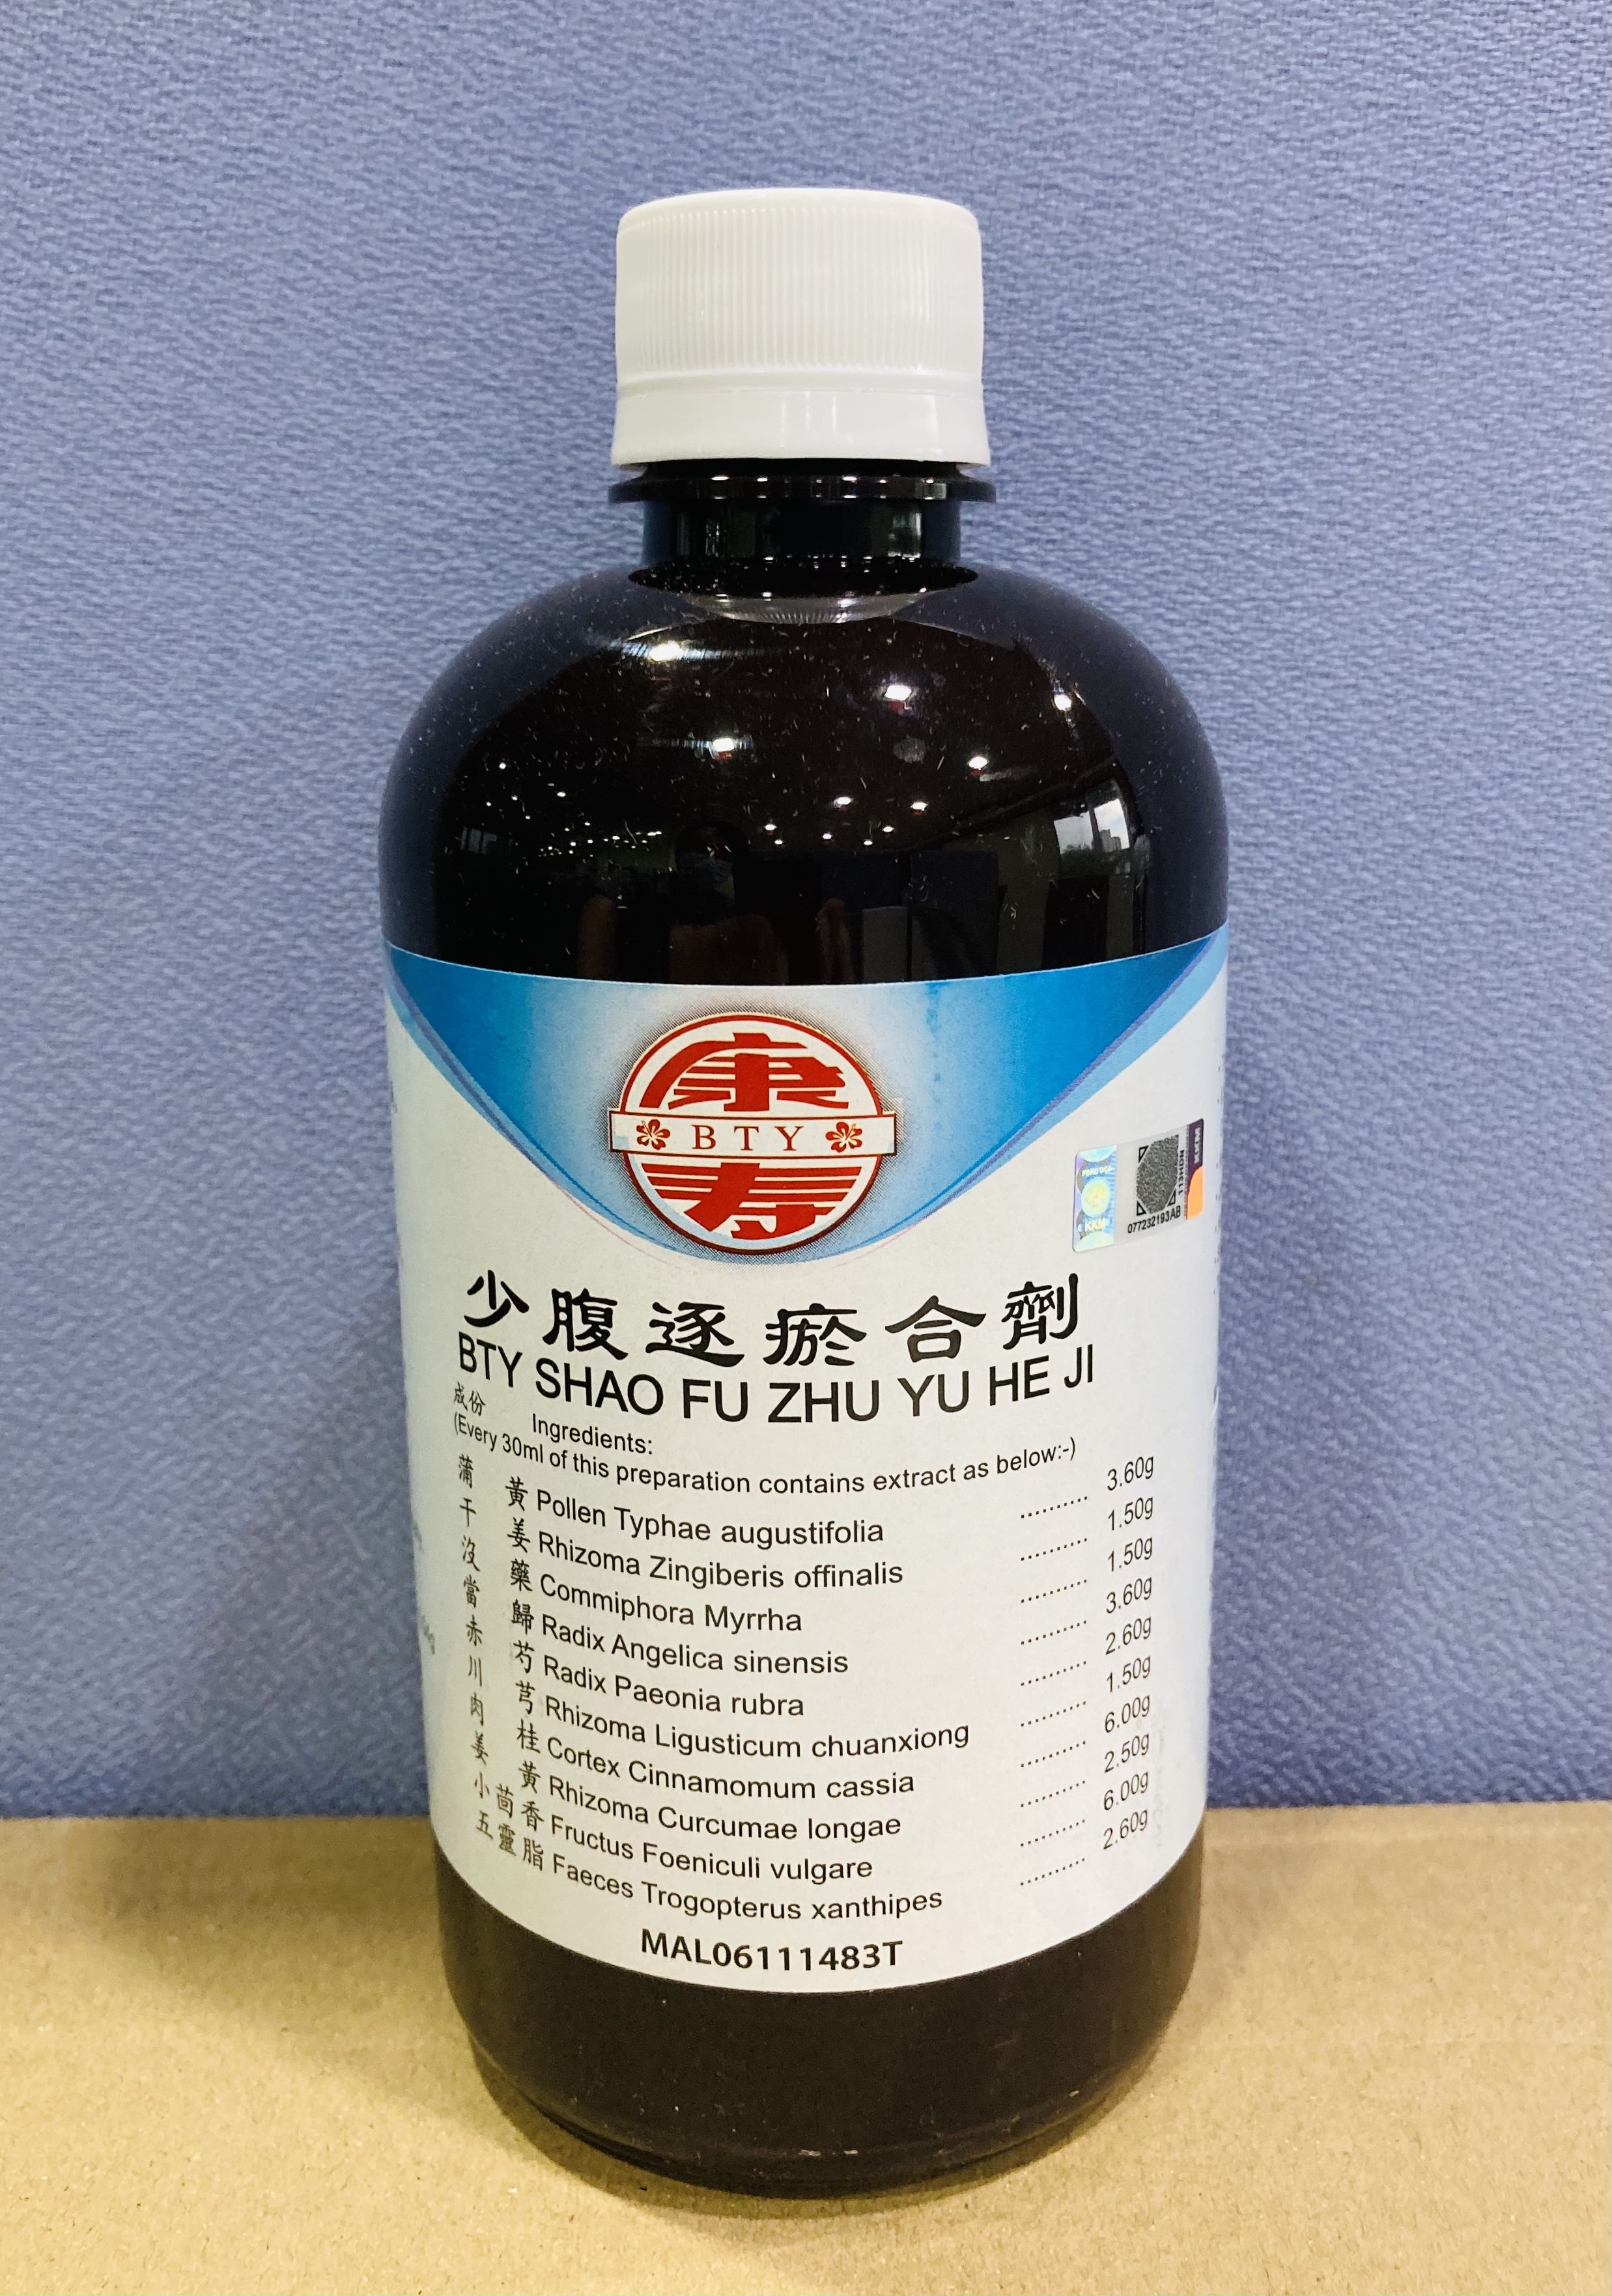 康
BTY
寿
KKM
KKM
113HDN
077232193AB
少腹逐瘀合劑
BTY SHAO FU ZHU YU HE JI
成份 Ingredients:
(Every 30ml of this preparation contains extract as below:-)
蒲黃 Pollen Typhae augustifolia .......... 3.60g
干姜 Rhizoma Zingiberis offinalis .......... 1.50g
沒藥 Commiphora Myrrha .......... 1.50g
當歸 Radix Angelica sinensis .......... 3.60g
赤芍 Radix Paeonia rubra .......... 2.60g
川芎 Rhizoma Ligusticum chuanxiong .......... 1.50g
肉桂 Cortex Cinnamomum cassia .......... 6.00g
姜黃 Rhizoma Curcumae longae .......... 2.50g
小茴香 Fructus Foeniculi vulgare .......... 6.00g
五靈脂 Faeces Trogopterus xanthipes .......... 2.60g
MAL06111483T